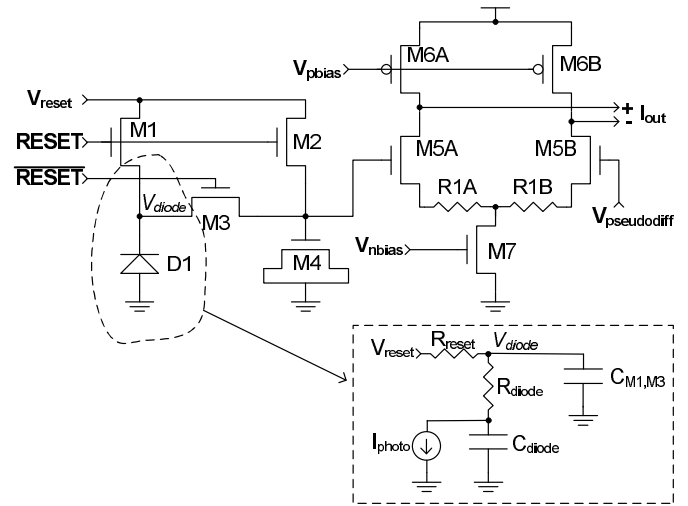 M6A
M6B
Vpbias
Vreset
+ Iout
-
RESET
M1
M2
M5A
M5B
RESET
Vdiode
M3
R1A
R1B
Vpseudodiff
D1
M4
Vnbias
M7
Vreset
Rreset
Vdiode
Rdiode
CM1,M3
Iphoto
Cdiode